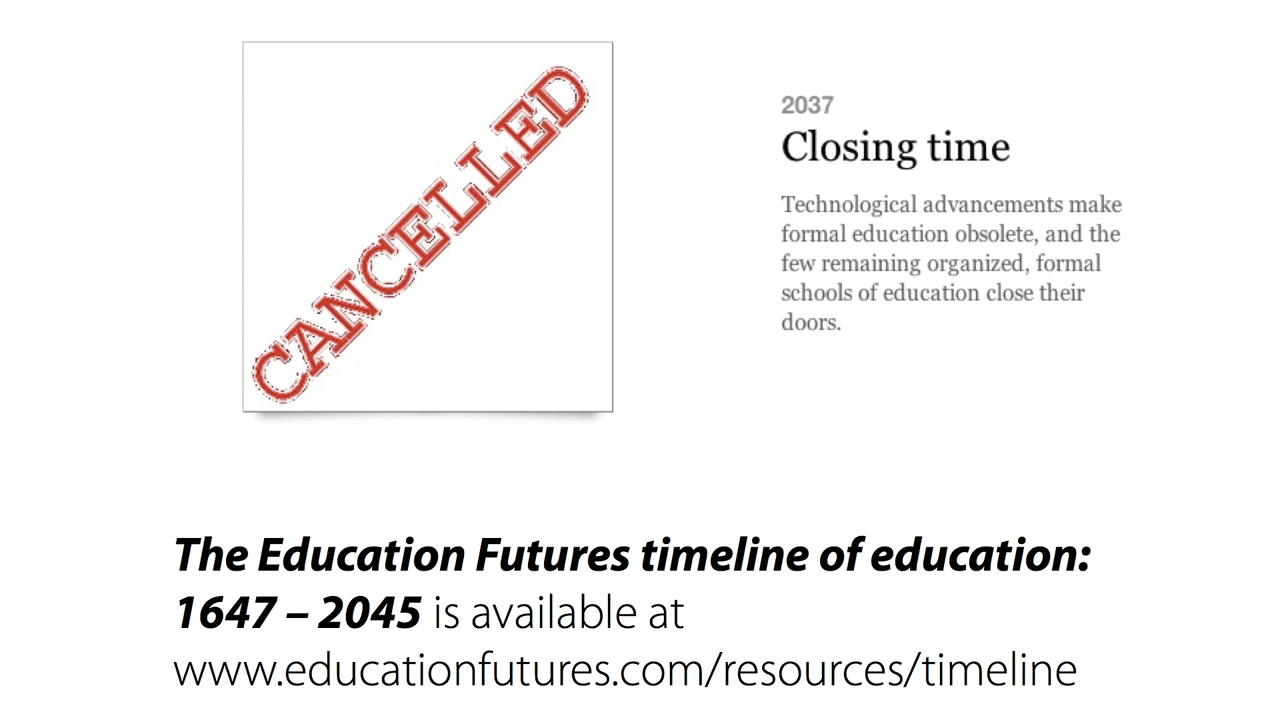 CANCELLED
2037
Closing time
Technological advancements make
formal education obsolete, and the
few remaining organized, formal
schools of education close their
doors.
The Education Futures timeline of education:
1647 – 2045 is available at
www.educationfutures.com/resources/timeline